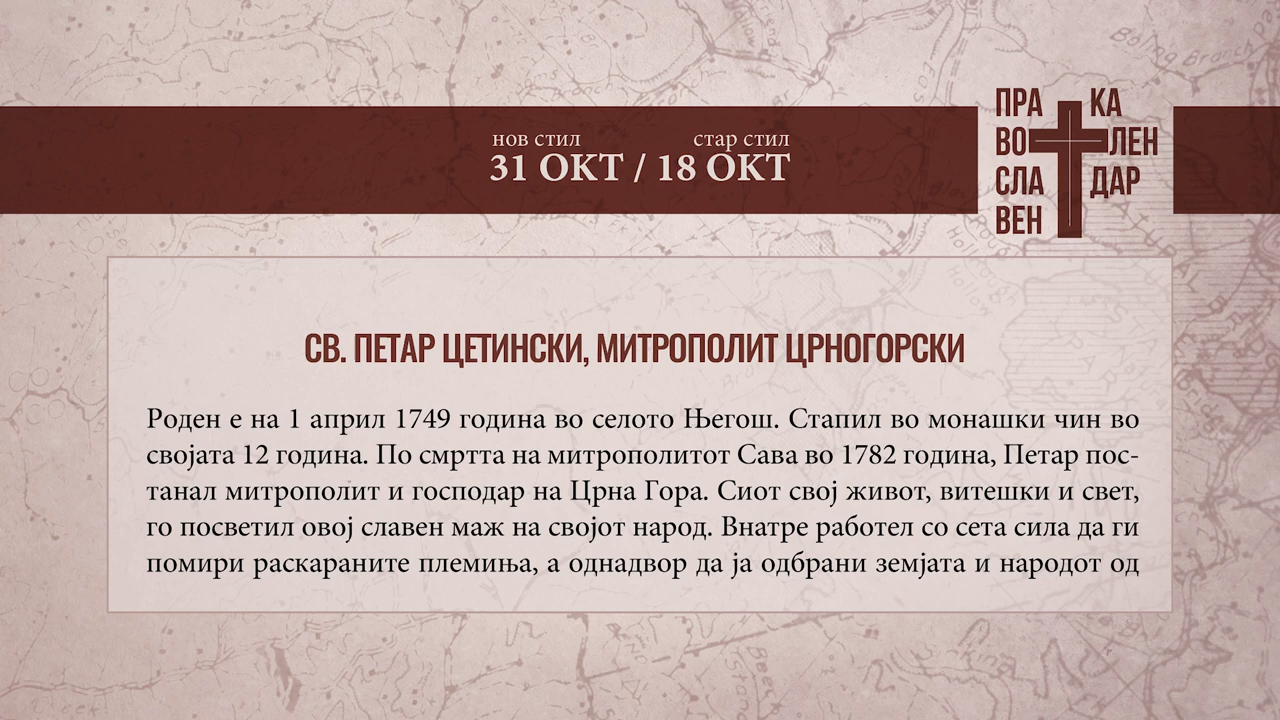 нов стил стар стил
31 ОКТ / 18 ОКТ
ПРА КА
ВО ЛЕН
СЛА ДАР
ВЕН
СВ. ПЕТАР ЦЕТИНСКИ, МИТРОПОЛИТ ЦРНОГОРСКИ
Роден е на 1 април 1749 година во селото Његош. Стапил во монашки чин во
својата 12 година. По смртта на митрополитот Сава во 1782 година, Петар пос-
танал митрополит и господар на Црна Гора. Сиот свој живот, витешки и свет,
го посветил овој славен маж на својот народ. Внатре работел со сета сила да ги
помири раскараните племиња, а однадвор да ја одбрани земјата и народот од